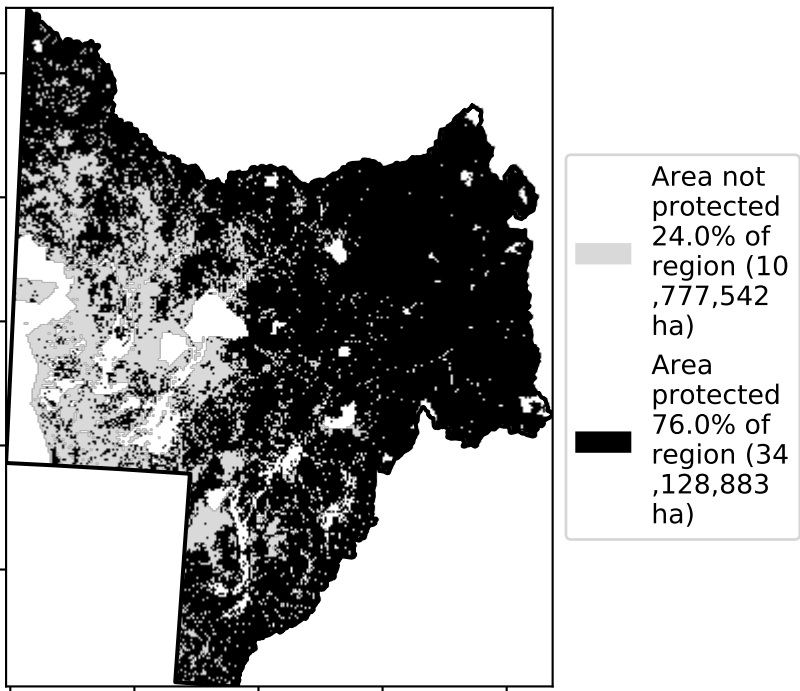 Area not
protected
24.0% of
region (10
,777,542
ha)
Area
protected
76.0% of
region (34
,128,883
ha)